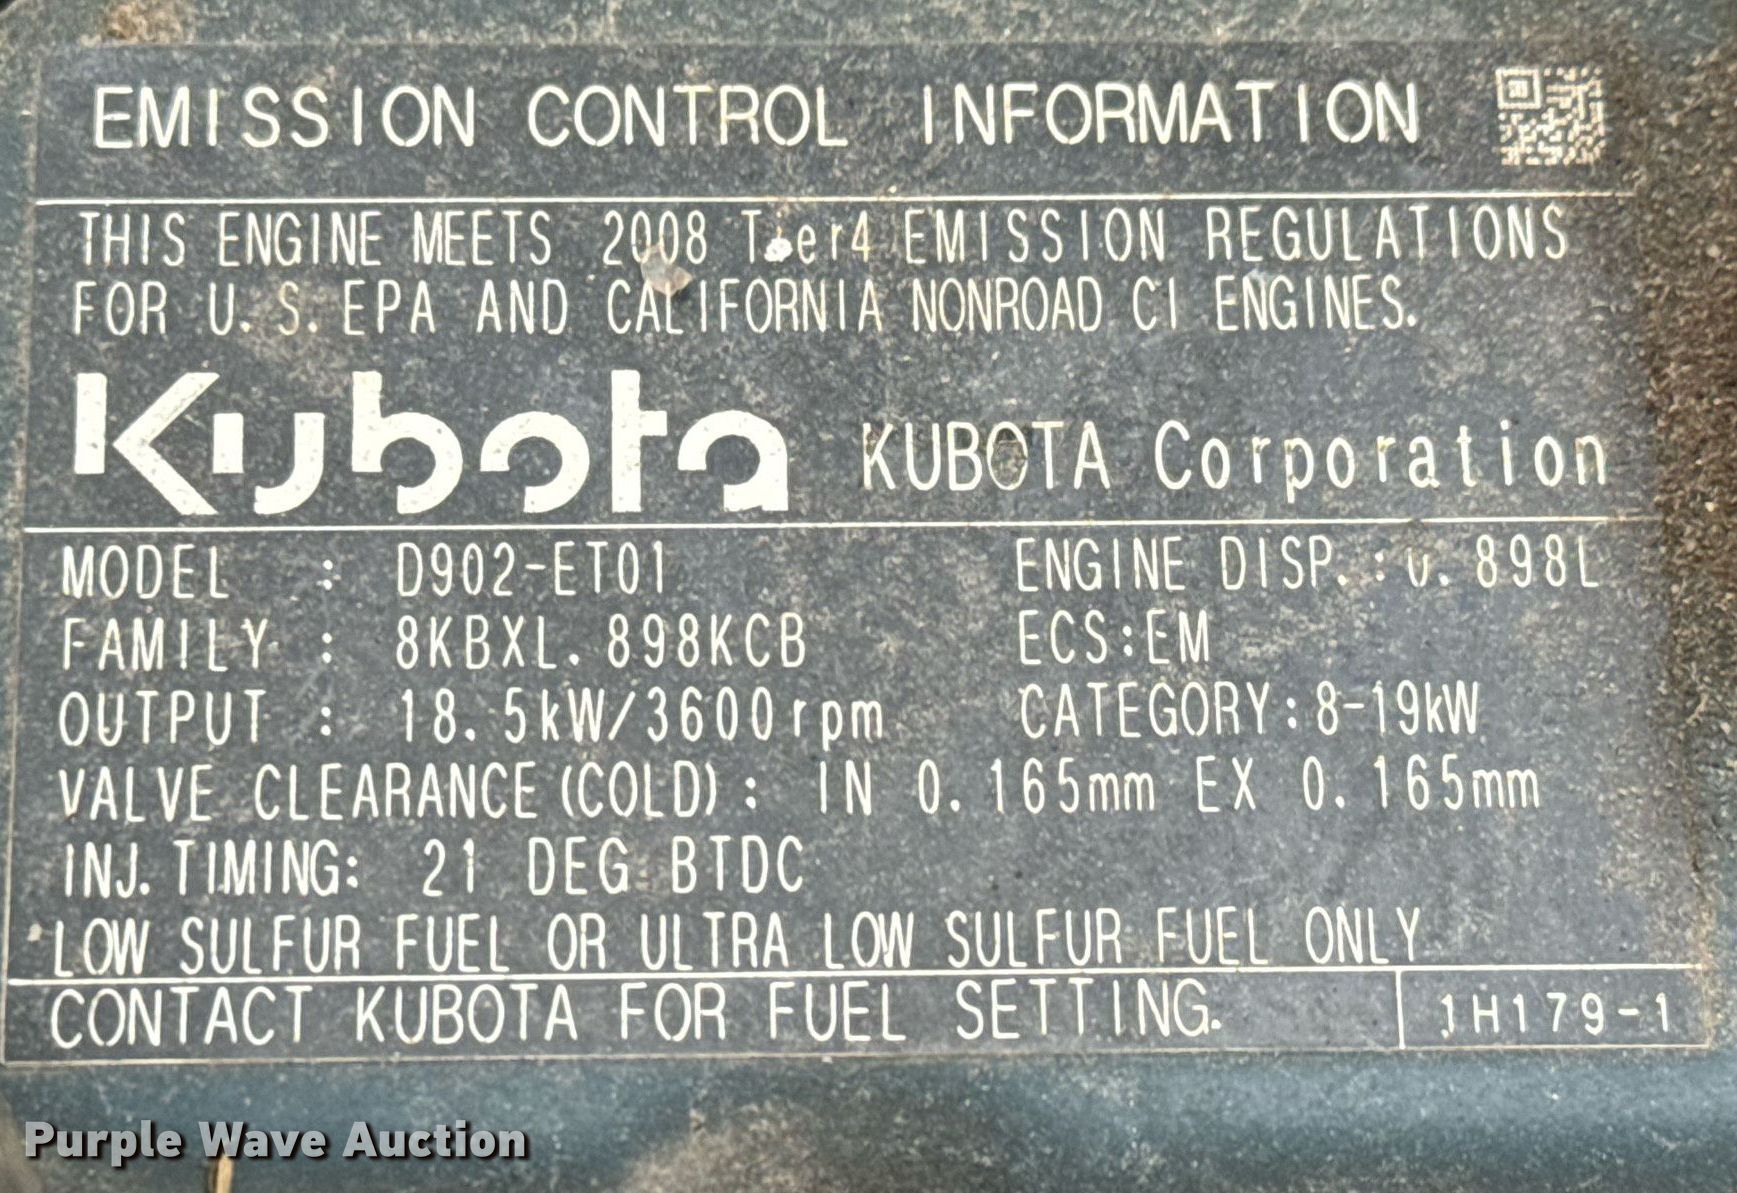 EMISSION CONTROL INFORMATION
THIS ENGINE MEETS 2008 Tier4 EMISSION REGULATIONS
FOR U.S. EPA AND CALIFORNIA NONROAD CI ENGINES.
Kubota KUBOTA Corporation
MODEL : D902-ET01 ENGINE DISP. : 0.898L
FAMILY : 8KBXL.898KCB ECS:EM
OUTPUT : 18.5kW/3600rpm CATEGORY:8-19kW
VALVE CLEARANCE(COLD): IN 0.165mm EX 0.165mm
INJ.TIMING: 21 DEG BTDC
LOW SULFUR FUEL OR ULTRA LOW SULFUR FUEL ONLY
CONTACT KUBOTA FOR FUEL SETTING. 1H179-1
Purple Wave Auction